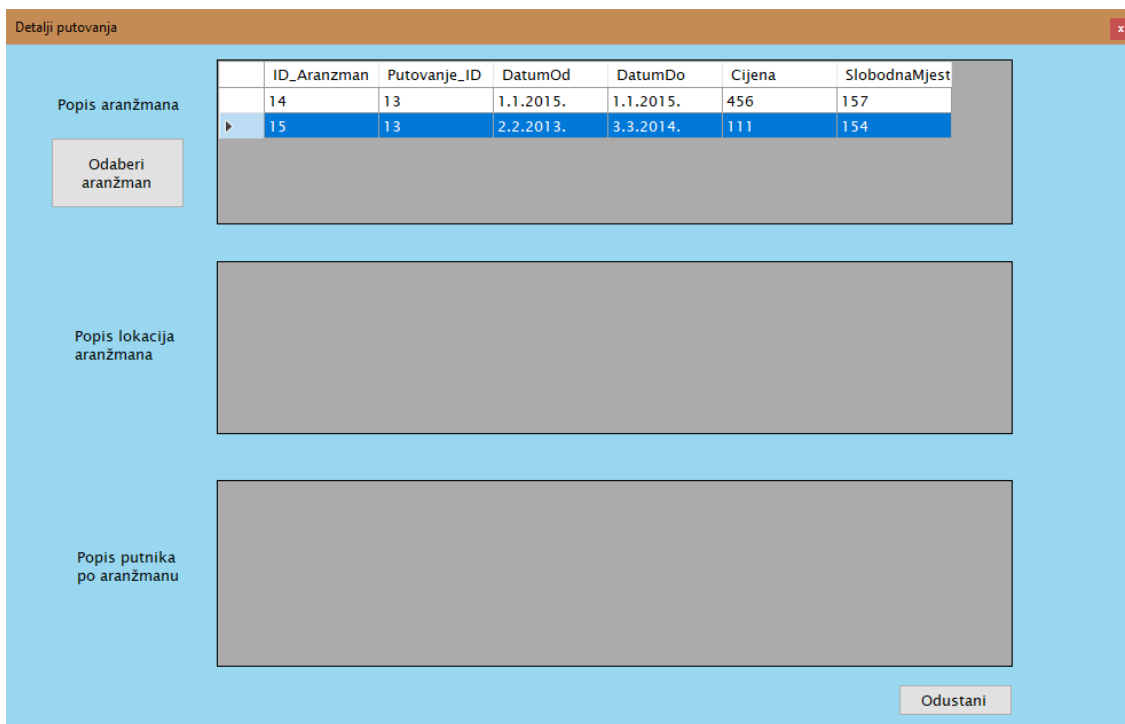 Detalji putovanja
x
Popis aranžmana
ID_Aranzman Putovanje_ID DatumOd DatumDo Cijena SlobodnaMjest
14 13 1.1.2015. 1.1.2015. 456 157
15 13 2.2.2013. 3.3.2014. 111 154
Odaberi
aranžman
Popis lokacija
aranžmana
Popis putnika
po aranžmanu
Odustani